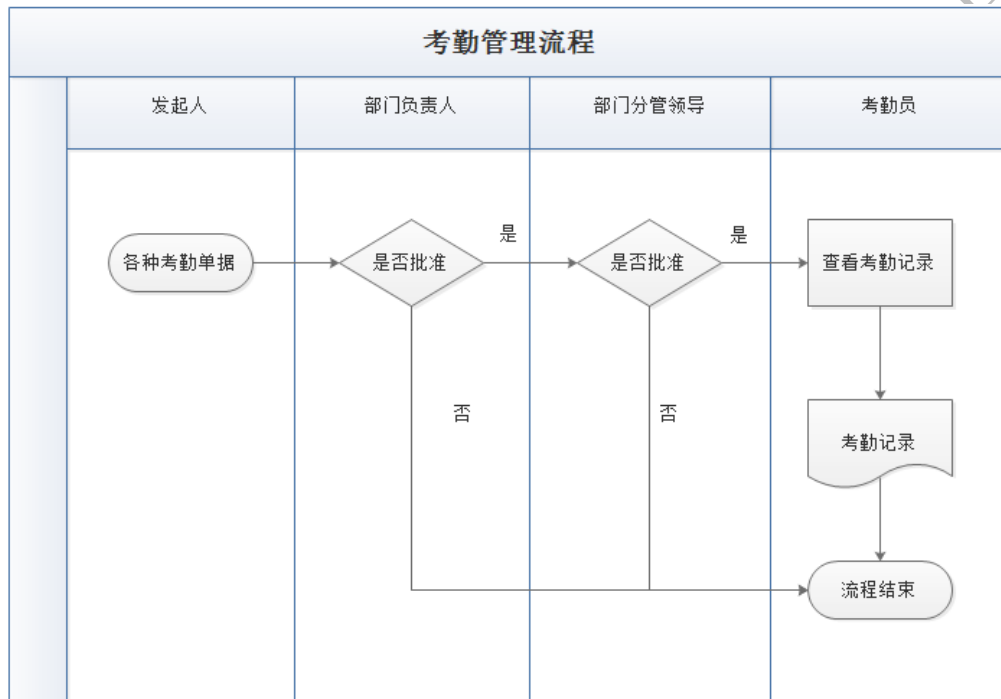 考勤管理流程
发起人
部门负责人
部门分管领导
考勤员
各种考勤单据
是否批准
是
是否批准
是
查看考勤记录
否
否
考勤记录
流程结束